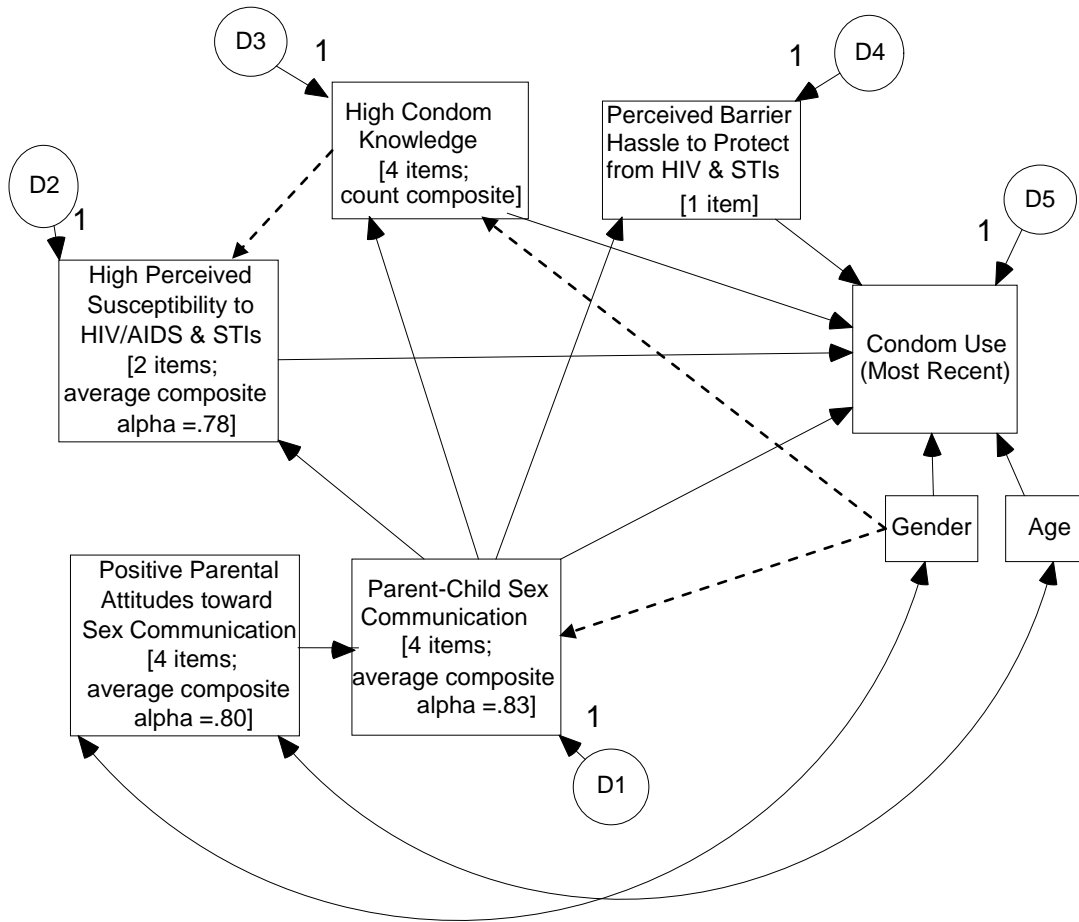 D3
1
High Condom
Knowledge
[4 items;
count composite]
D4
1
Perceived Barrier
Hassle to Protect
from HIV & STIs
[1 item]
D2
1
High Perceived
Susceptibility to
HIV/AIDS & STIs
[2 items;
average composite
alpha =.78]
D5
1
Condom Use
(Most Recent)
Gender
Age
Positive Parental
Attitudes toward
Sex Communication
[4 items;
average composite
alpha =.80]
Parent-Child Sex
Communication
[4 items;
average composite
alpha =.83]
1
D1